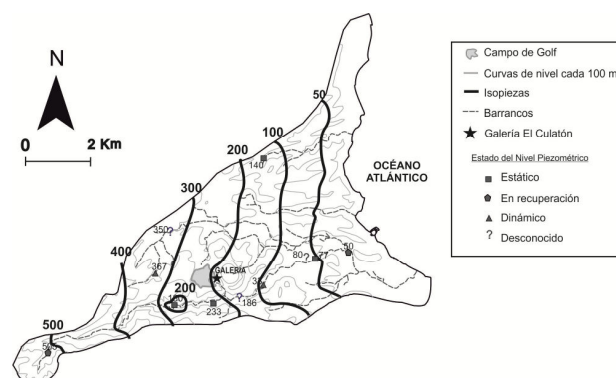 N
0 2 Km
50
100
200
140
300
350?
400
367
GALERÍA
200
233
?186
80?
77
50
500
OCÉANO
ATLÁNTICO
Campo de Golf
Curvas de nivel cada 100 m
Isopiezas
Barrancos
Galería El Culatón
Estado del Nivel Piezométrico
Estático
En recuperación
Dinámico
? Desconocido